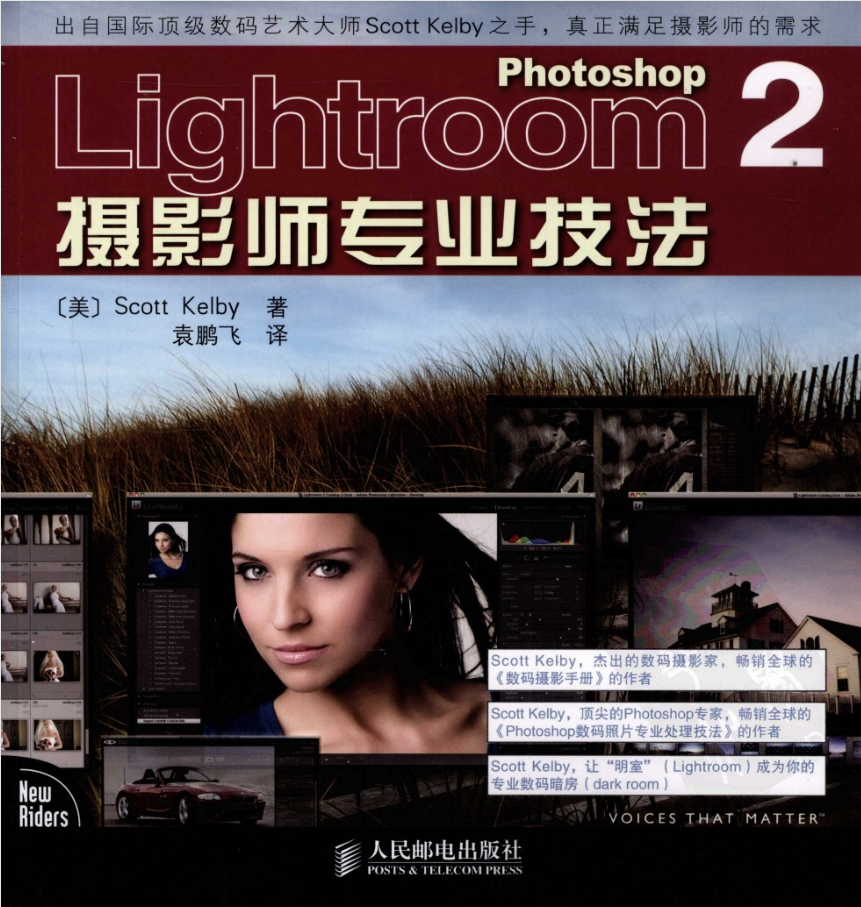 出自国际顶级数码艺术大师Scott Kelby之手，真正满足摄影师的需求
Photoshop
Lightroom 2
摄影师专业技法
〔美〕Scott Kelby 著
袁鹏飞 译
Scott Kelby，杰出的数码摄影家，畅销全球的
《数码摄影手册》的作者
Scott Kelby，顶尖的Photoshop专家，畅销全球的
《Photoshop数码照片专业处理技法》的作者
Scott Kelby，让“明室”（Lightroom）成为你的
专业数码暗房（dark room）
New
Riders
VOICES THAT MATTER™
人民邮电出版社
POSTS & TELECOM PRESS